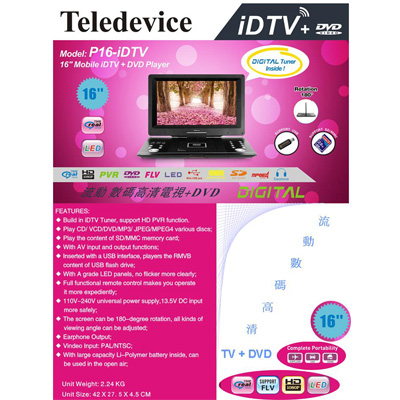 Teledevice
iDTV+ DVD
VIDEO
Model: P16-iDTV
16" Mobile iDTV + DVD Player
DiGiTAL Tuner
Inside !
16"
Rotation
180°
LED
HD PVR DVD FLV LED SD
流動 數碼高清電視+DVD
DiGiTAL
FEATURES:
Build in iDTV Tuner, support HD PVR function.
Play CD/ VCD/DVD/MP3/ JPEG/MPEG4 various discs;
Play the content of SD/MMC memory card;
With AV input and output functions;
Inserted with a USB interface, players the RMVB
content of USB flash drive;
With A grade LED panels, no flicker more clearly;
Full functional remote control makes you operate
it more expediently;
110V~240V universal power supply,13.5V DC input
more safely;
The screen can be 180-degree rotation, all kinds of
viewing angle can be adjusted;
Earphone Output;
Vindeo Input: PAL/NTSC;
With large capacity Li-Polymer battery inside, can
be used in the open air;
Unit Weight: 2.24 KG
Unit Size: 42 X 27. 5 X 4.5 CM
流動數碼高清
TV + DVD
16"
Complete Portability
SUPPORT
FLV
HD
1080P
LED